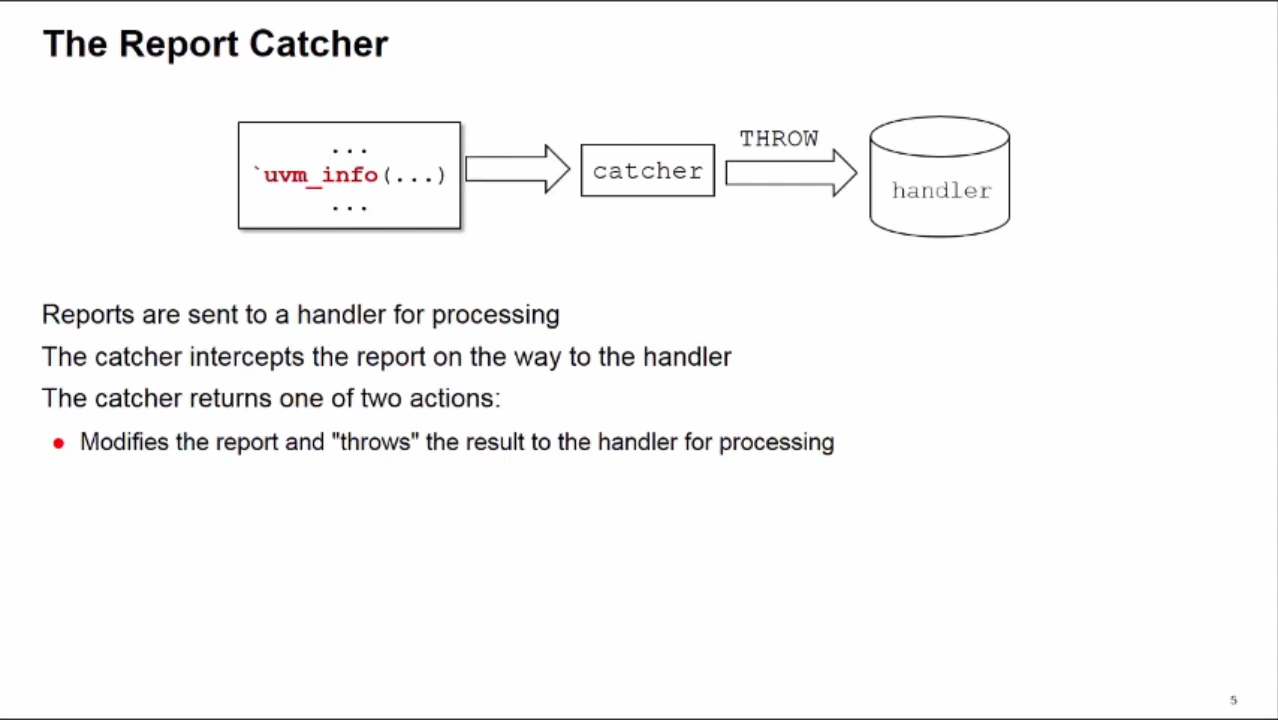 The Report Catcher
...
`uvm_info(...)
...
catcher
THROW
handler
Reports are sent to a handler for processing
The catcher intercepts the report on the way to the handler
The catcher returns one of two actions:
● Modifies the report and "throws" the result to the handler for processing
5